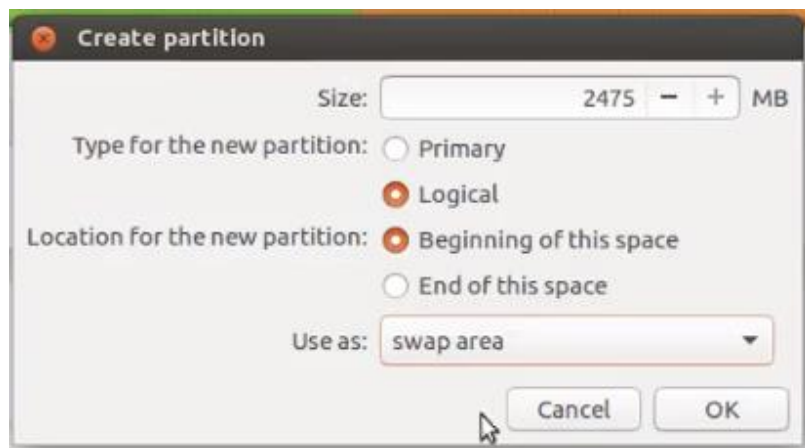 Create partition
Size: 2475 − + MB
Type for the new partition: Primary
Logical
Location for the new partition: Beginning of this space
End of this space
Use as: swap area
Cancel OK